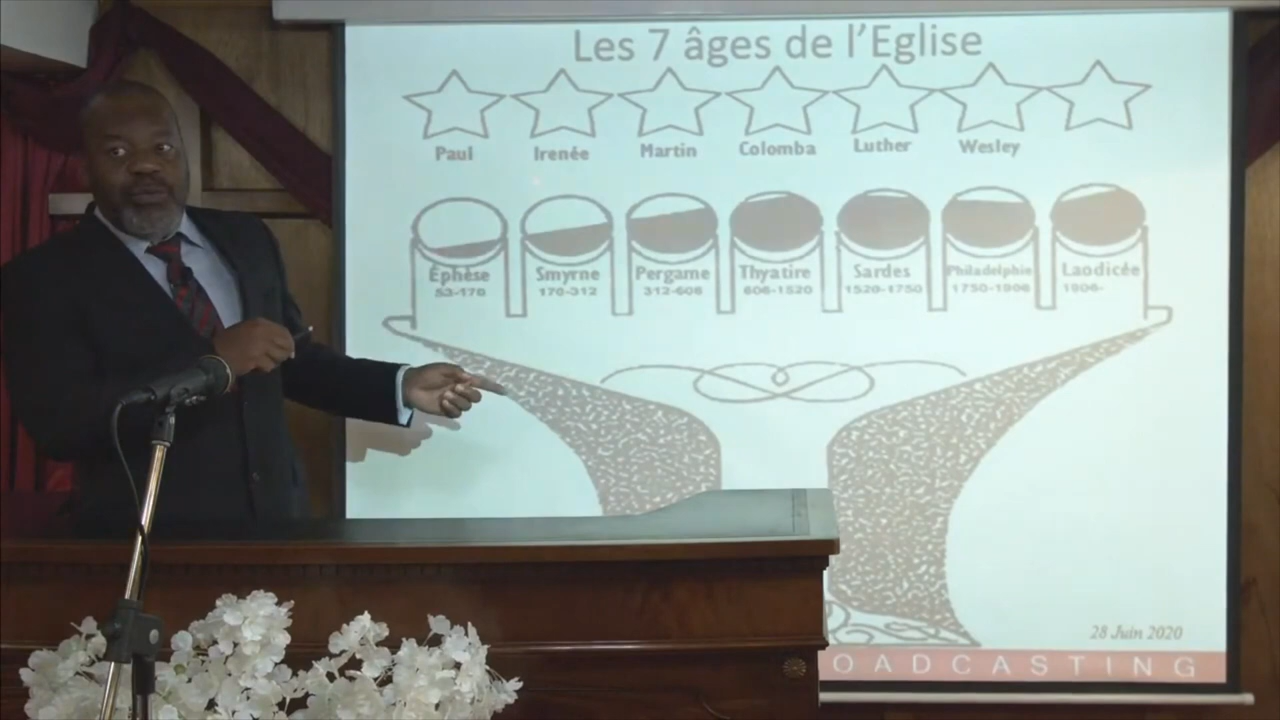 Les 7 âges de l'Eglise
Paul Irenée Martin Colomba Luther Wesley
Éphèse Smyrne Pergame Thyatire Sardes Philadelphie Laodicée
53-170 170-312 312-606 606-1520 1520-1750 1750-1906 1906-
28 Juin 2020
OADCASTING